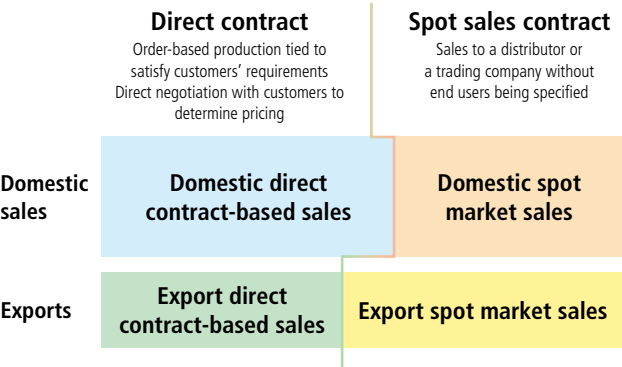 Direct contract
Order-based production tied to
satisfy customers’ requirements
Direct negotiation with customers to
determine pricing
Spot sales contract
Sales to a distributor or
a trading company without
end users being specified
Domestic
sales
Domestic direct
contract-based sales
Domestic spot
market sales
Exports
Export direct
contract-based sales
Export spot market sales